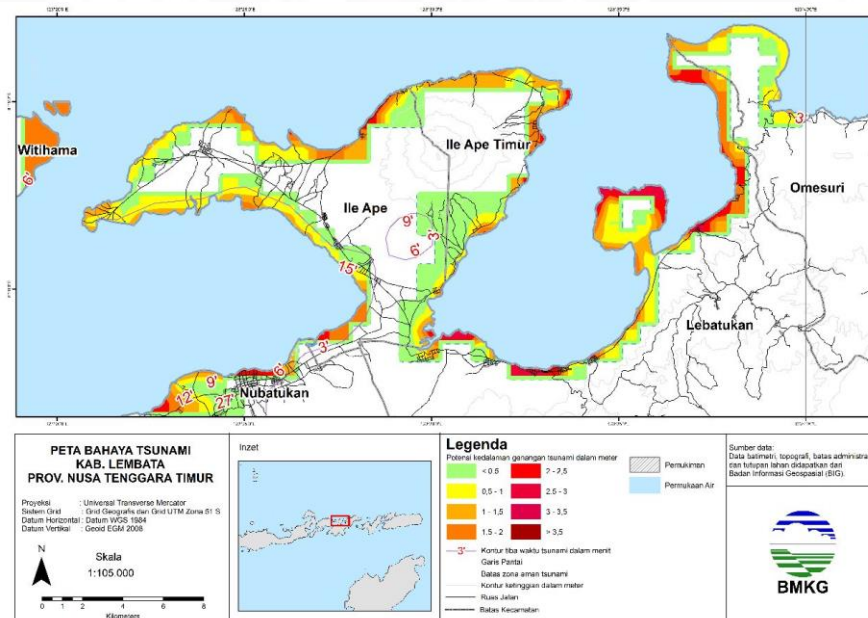 Witihama
6'
Ile Ape Timur
Ile Ape
9'
6'
3'
15'
3'
Omesuri
Lebatukan
3'
6'
9'
12'
27'
Nubatukan
PETA BAHAYA TSUNAMI
KAB. LEMBATA
PROV. NUSA TENGGARA TIMUR
Proyeksi : Universal Transverse Mercator
Sistem Grid : Grid Geografis dan Grid UTM Zona 51 S
Datum Horizontal : Datum WGS 1984
Datum Vertikal : Geoid EGM 2008
N
Skala
1:105.000
0 1 2 4 6 8
Kilometers
Inzet
Legenda
Potensi kedalaman genangan tsunami dalam meter
< 0.5
0,5 - 1
1 - 1,5
1.5 - 2
2 - 2,5
2.5 - 3
3 - 3,5
> 3,5
3' Kontur tiba waktu tsunami dalam menit
Garis Pantai
Batas zona aman tsunami
Kontur ketinggian dalam meter
Ruas Jalan
Batas Kecamatan
Pemukiman
Permukaan Air
Sumber data:
Data batimetri, topografi, batas administra
dan tutupan lahan didapatkan dari
Badan Informasi Geospasial (BIG).
BMKG